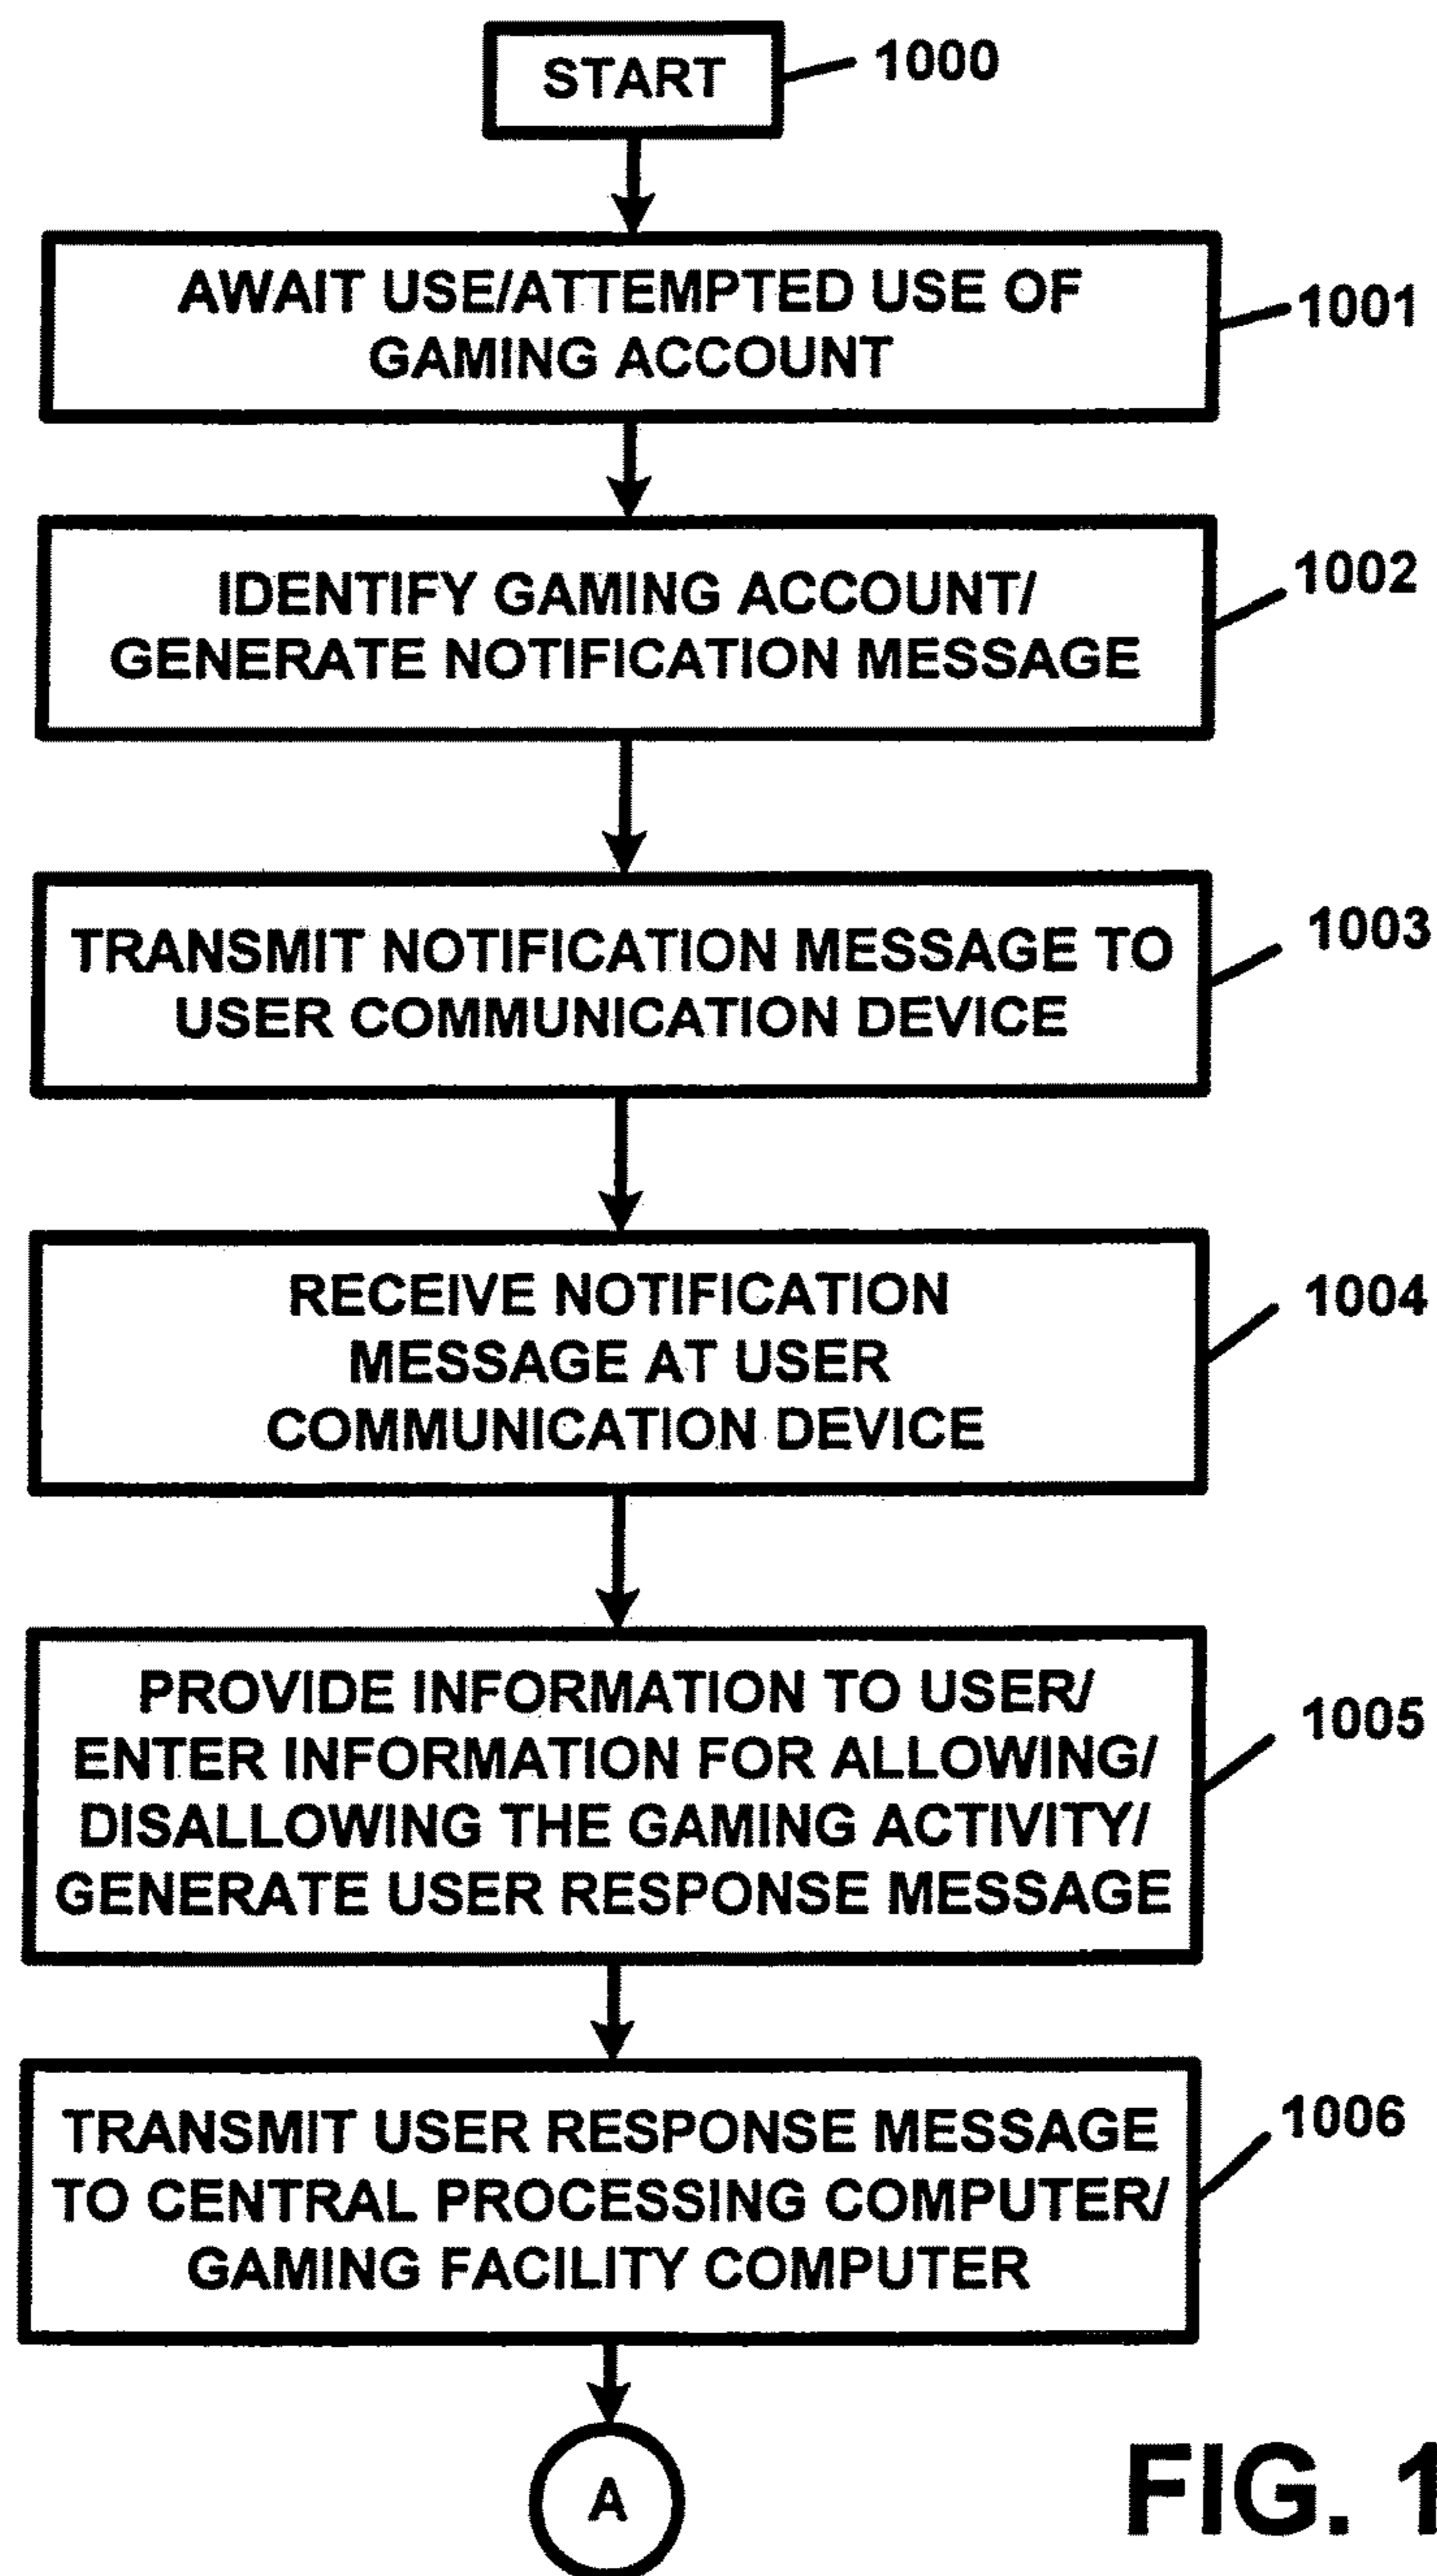 START
1000
AWAIT USE/ATTEMPTED USE OF
GAMING ACCOUNT
1001
IDENTIFY GAMING ACCOUNT/
GENERATE NOTIFICATION MESSAGE
1002
TRANSMIT NOTIFICATION MESSAGE TO
USER COMMUNICATION DEVICE
1003
RECEIVE NOTIFICATION
MESSAGE AT USER
COMMUNICATION DEVICE
1004
PROVIDE INFORMATION TO USER/
ENTER INFORMATION FOR ALLOWING/
DISALLOWING THE GAMING ACTIVITY/
GENERATE USER RESPONSE MESSAGE
1005
TRANSMIT USER RESPONSE MESSAGE
TO CENTRAL PROCESSING COMPUTER/
GAMING FACILITY COMPUTER
1006
A
FIG. 1